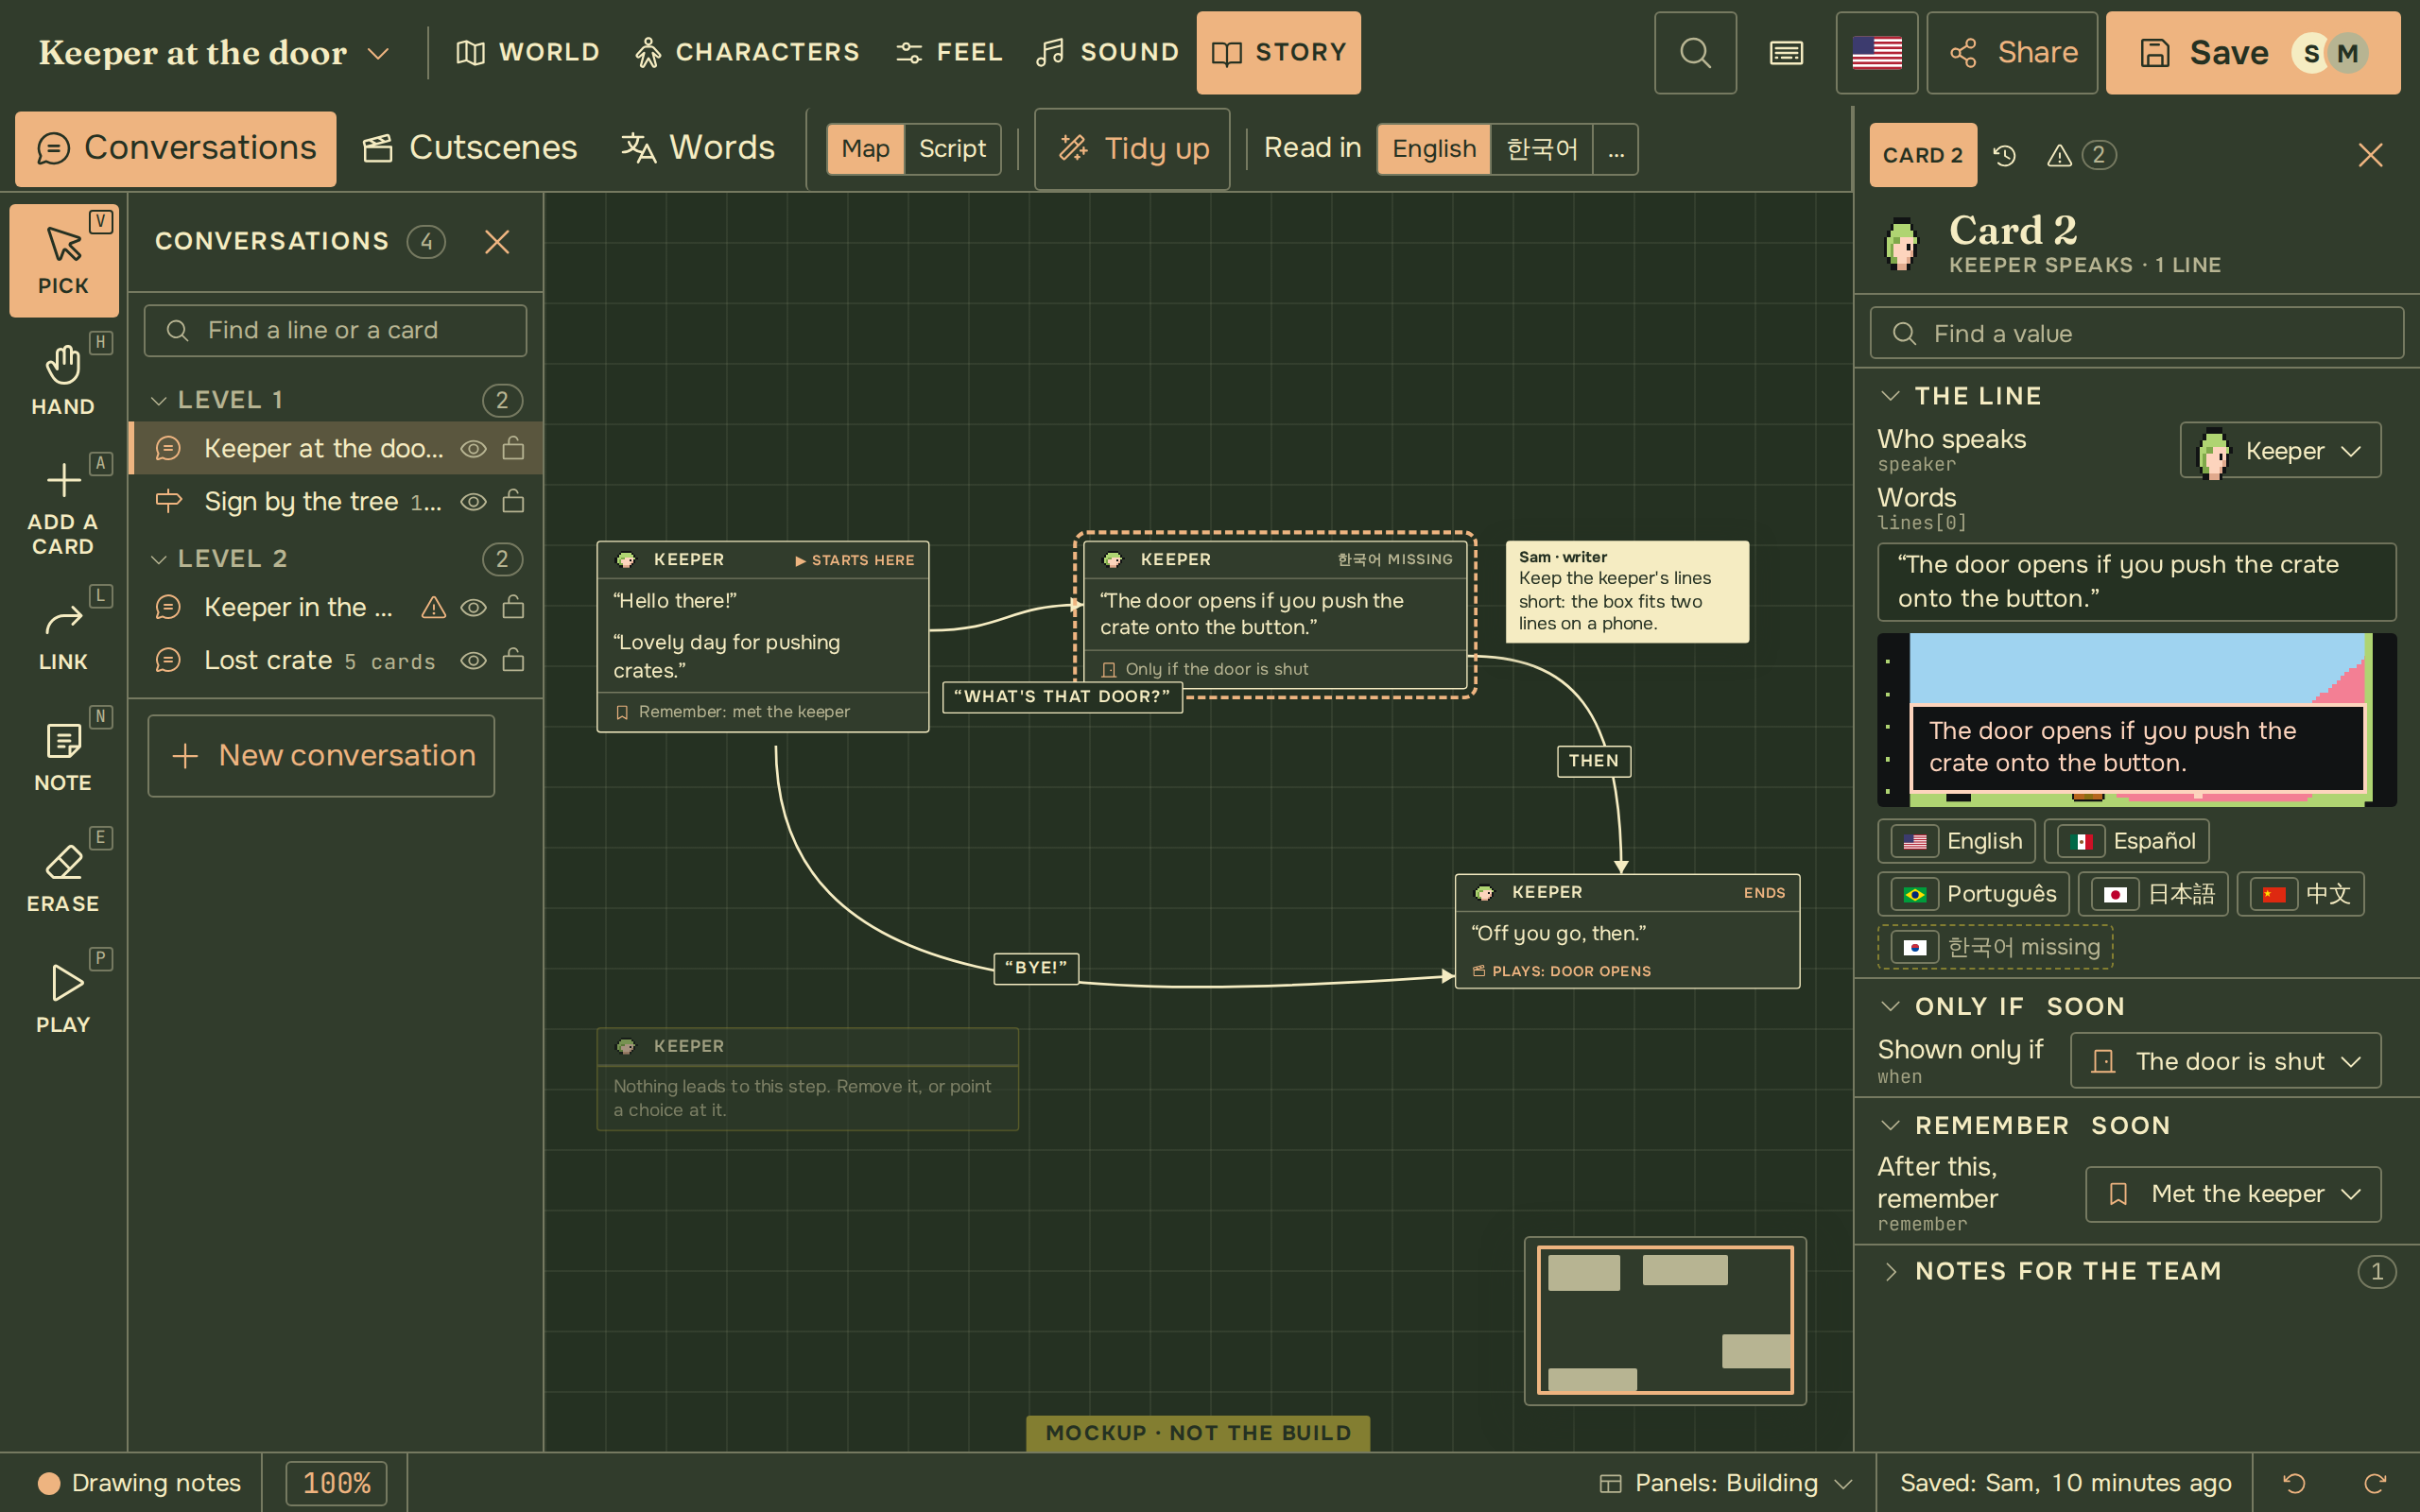 Keeper at the door
WORLD
CHARACTERS
FEEL
SOUND
STORY
Share
Save
S
M
Conversations
Cutscenes
Words
Map
Script
Tidy up
Read in
English
한국어
...
CARD 2
2
PICK
V
HAND
H
ADD A
CARD
A
LINK
L
NOTE
N
ERASE
E
PLAY
P
CONVERSATIONS
4
Find a line or a card
LEVEL 1
2
Keeper at the doo...
Sign by the tree 1...
LEVEL 2
2
Keeper in the ...
Lost crate 5 cards
New conversation
KEEPER
▶ STARTS HERE
“Hello there!”
“Lovely day for pushing
crates.”
Remember: met the keeper
“WHAT'S THAT DOOR?”
KEEPER
한국어 MISSING
“The door opens if you push the
crate onto the button.”
Only if the door is shut
Sam · writer
Keep the keeper's lines
short: the box fits two
lines on a phone.
THEN
“BYE!”
KEEPER
ENDS
“Off you go, then.”
PLAYS: DOOR OPENS
KEEPER
Nothing leads to this step. Remove it, or point
a choice at it.
MOCKUP · NOT THE BUILD
Card 2
KEEPER SPEAKS · 1 LINE
Find a value
THE LINE
Who speaks
speaker
Keeper
Words
lines[0]
“The door opens if you push the crate
onto the button.”
The door opens if you push the
crate onto the button.
English
Español
Português
日本語
中文
한국어 missing
ONLY IF SOON
Shown only if
when
The door is shut
REMEMBER SOON
After this,
remember
remember
Met the keeper
NOTES FOR THE TEAM
1
Drawing notes
100%
Panels: Building
Saved: Sam, 10 minutes ago